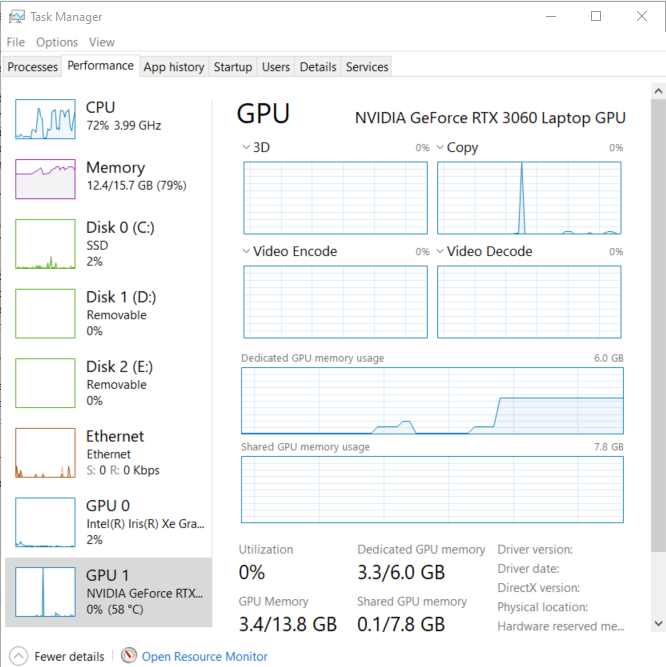 Task Manager
File Options View
Processes Performance App history Startup Users Details Services
CPU
72% 3.99 GHz
Memory
12.4/15.7 GB (79%)
Disk 0 (C:)
SSD
2%
Disk 1 (D:)
Removable
0%
Disk 2 (E:)
Removable
0%
Ethernet
Ethernet
S: 0 R: 0 Kbps
GPU 0
Intel(R) Iris(R) Xe Gra...
2%
GPU 1
NVIDIA GeForce RTX...
0% (58 °C)
GPU NVIDIA GeForce RTX 3060 Laptop GPU
3D 0% Copy 0%
Video Encode 0% Video Decode 0%
Dedicated GPU memory usage 6.0 GB
Shared GPU memory usage 7.8 GB
Utilization
0%
Dedicated GPU memory
3.3/6.0 GB
GPU Memory
3.4/13.8 GB
Shared GPU memory
0.1/7.8 GB
Driver version:
Driver date:
DirectX version:
Physical location:
Hardware reserved me...
Fewer details Open Resource Monitor